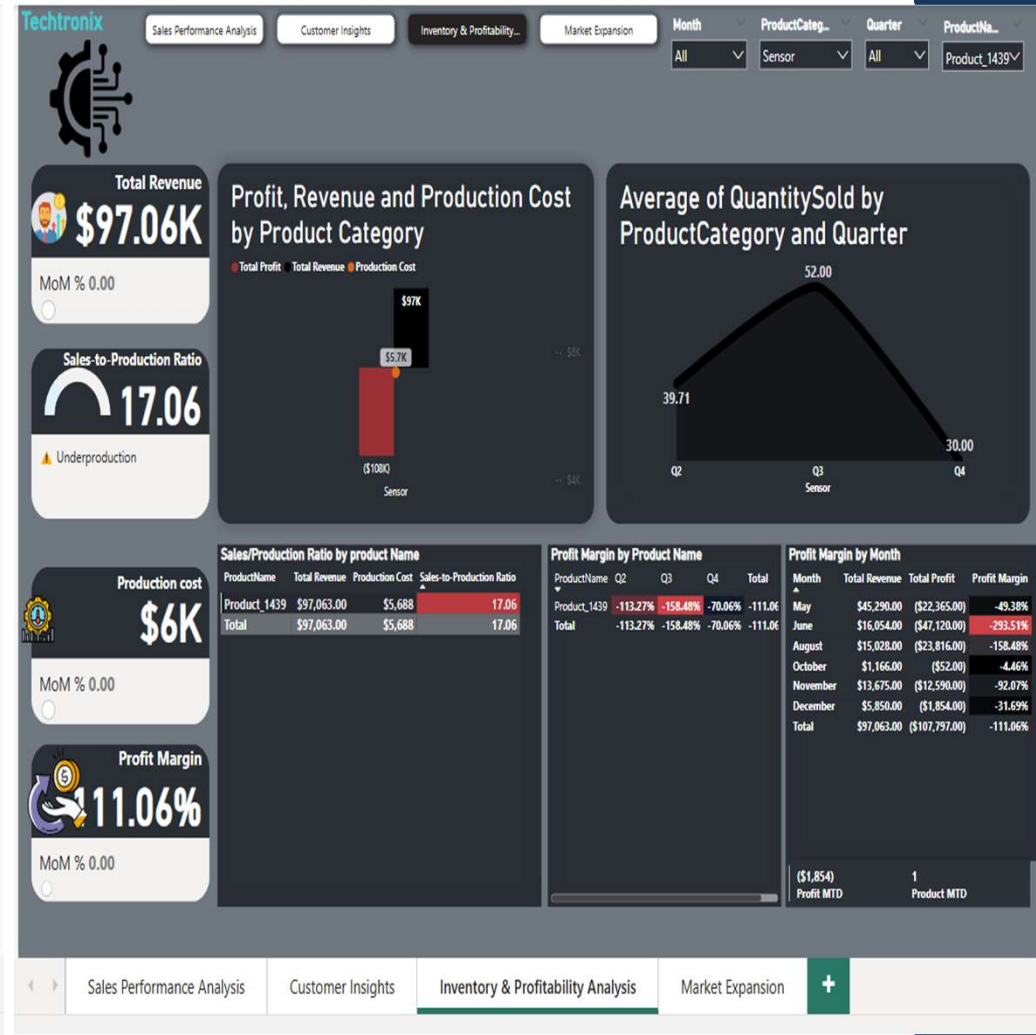 Techtronix
Sales Performance Analysis
Customer Insights
Inventory & Profitability...
Market Expansion
Month
All
ProductCateg...
Sensor
Quarter
All
ProductNa...
Product_1439
Total Revenue
$97.06K
MoM % 0.00
Sales-to-Production Ratio
17.06
Underproduction
Production cost
$6K
MoM % 0.00
Profit Margin
11.06%
MoM % 0.00
Profit, Revenue and Production Cost
by Product Category
Total Profit Total Revenue Production Cost
$97K
$5.7K
$6K
($108K)
$4K
Sensor
Average of QuantitySold by
ProductCategory and Quarter
52.00
39.71
30.00
Q2 Q3 Q4
Sensor
Sales/Production Ratio by product Name
ProductName Total Revenue Production Cost Sales-to-Production Ratio
Product_1439 $97,063.00 $5,688 17.06
Total $97,063.00 $5,688 17.06
Profit Margin by Product Name
ProductName Q2 Q3 Q4 Total
Product_1439 -113.27% -158.48% -70.06% -111.06
Total -113.27% -158.48% -70.06% -111.06
Profit Margin by Month
Month Total Revenue Total Profit Profit Margin
May $45,290.00 ($22,365.00) -49.38%
June $16,054.00 ($47,120.00) -293.51%
August $15,028.00 ($23,816.00) -158.48%
October $1,166.00 ($52.00) -4.46%
November $13,675.00 ($12,590.00) -92.07%
December $5,850.00 ($1,854.00) -31.69%
Total $97,063.00 ($107,797.00) -111.06%
($1,854) 1
Profit MTD Product MTD
Sales Performance Analysis
Customer Insights
Inventory & Profitability Analysis
Market Expansion
+